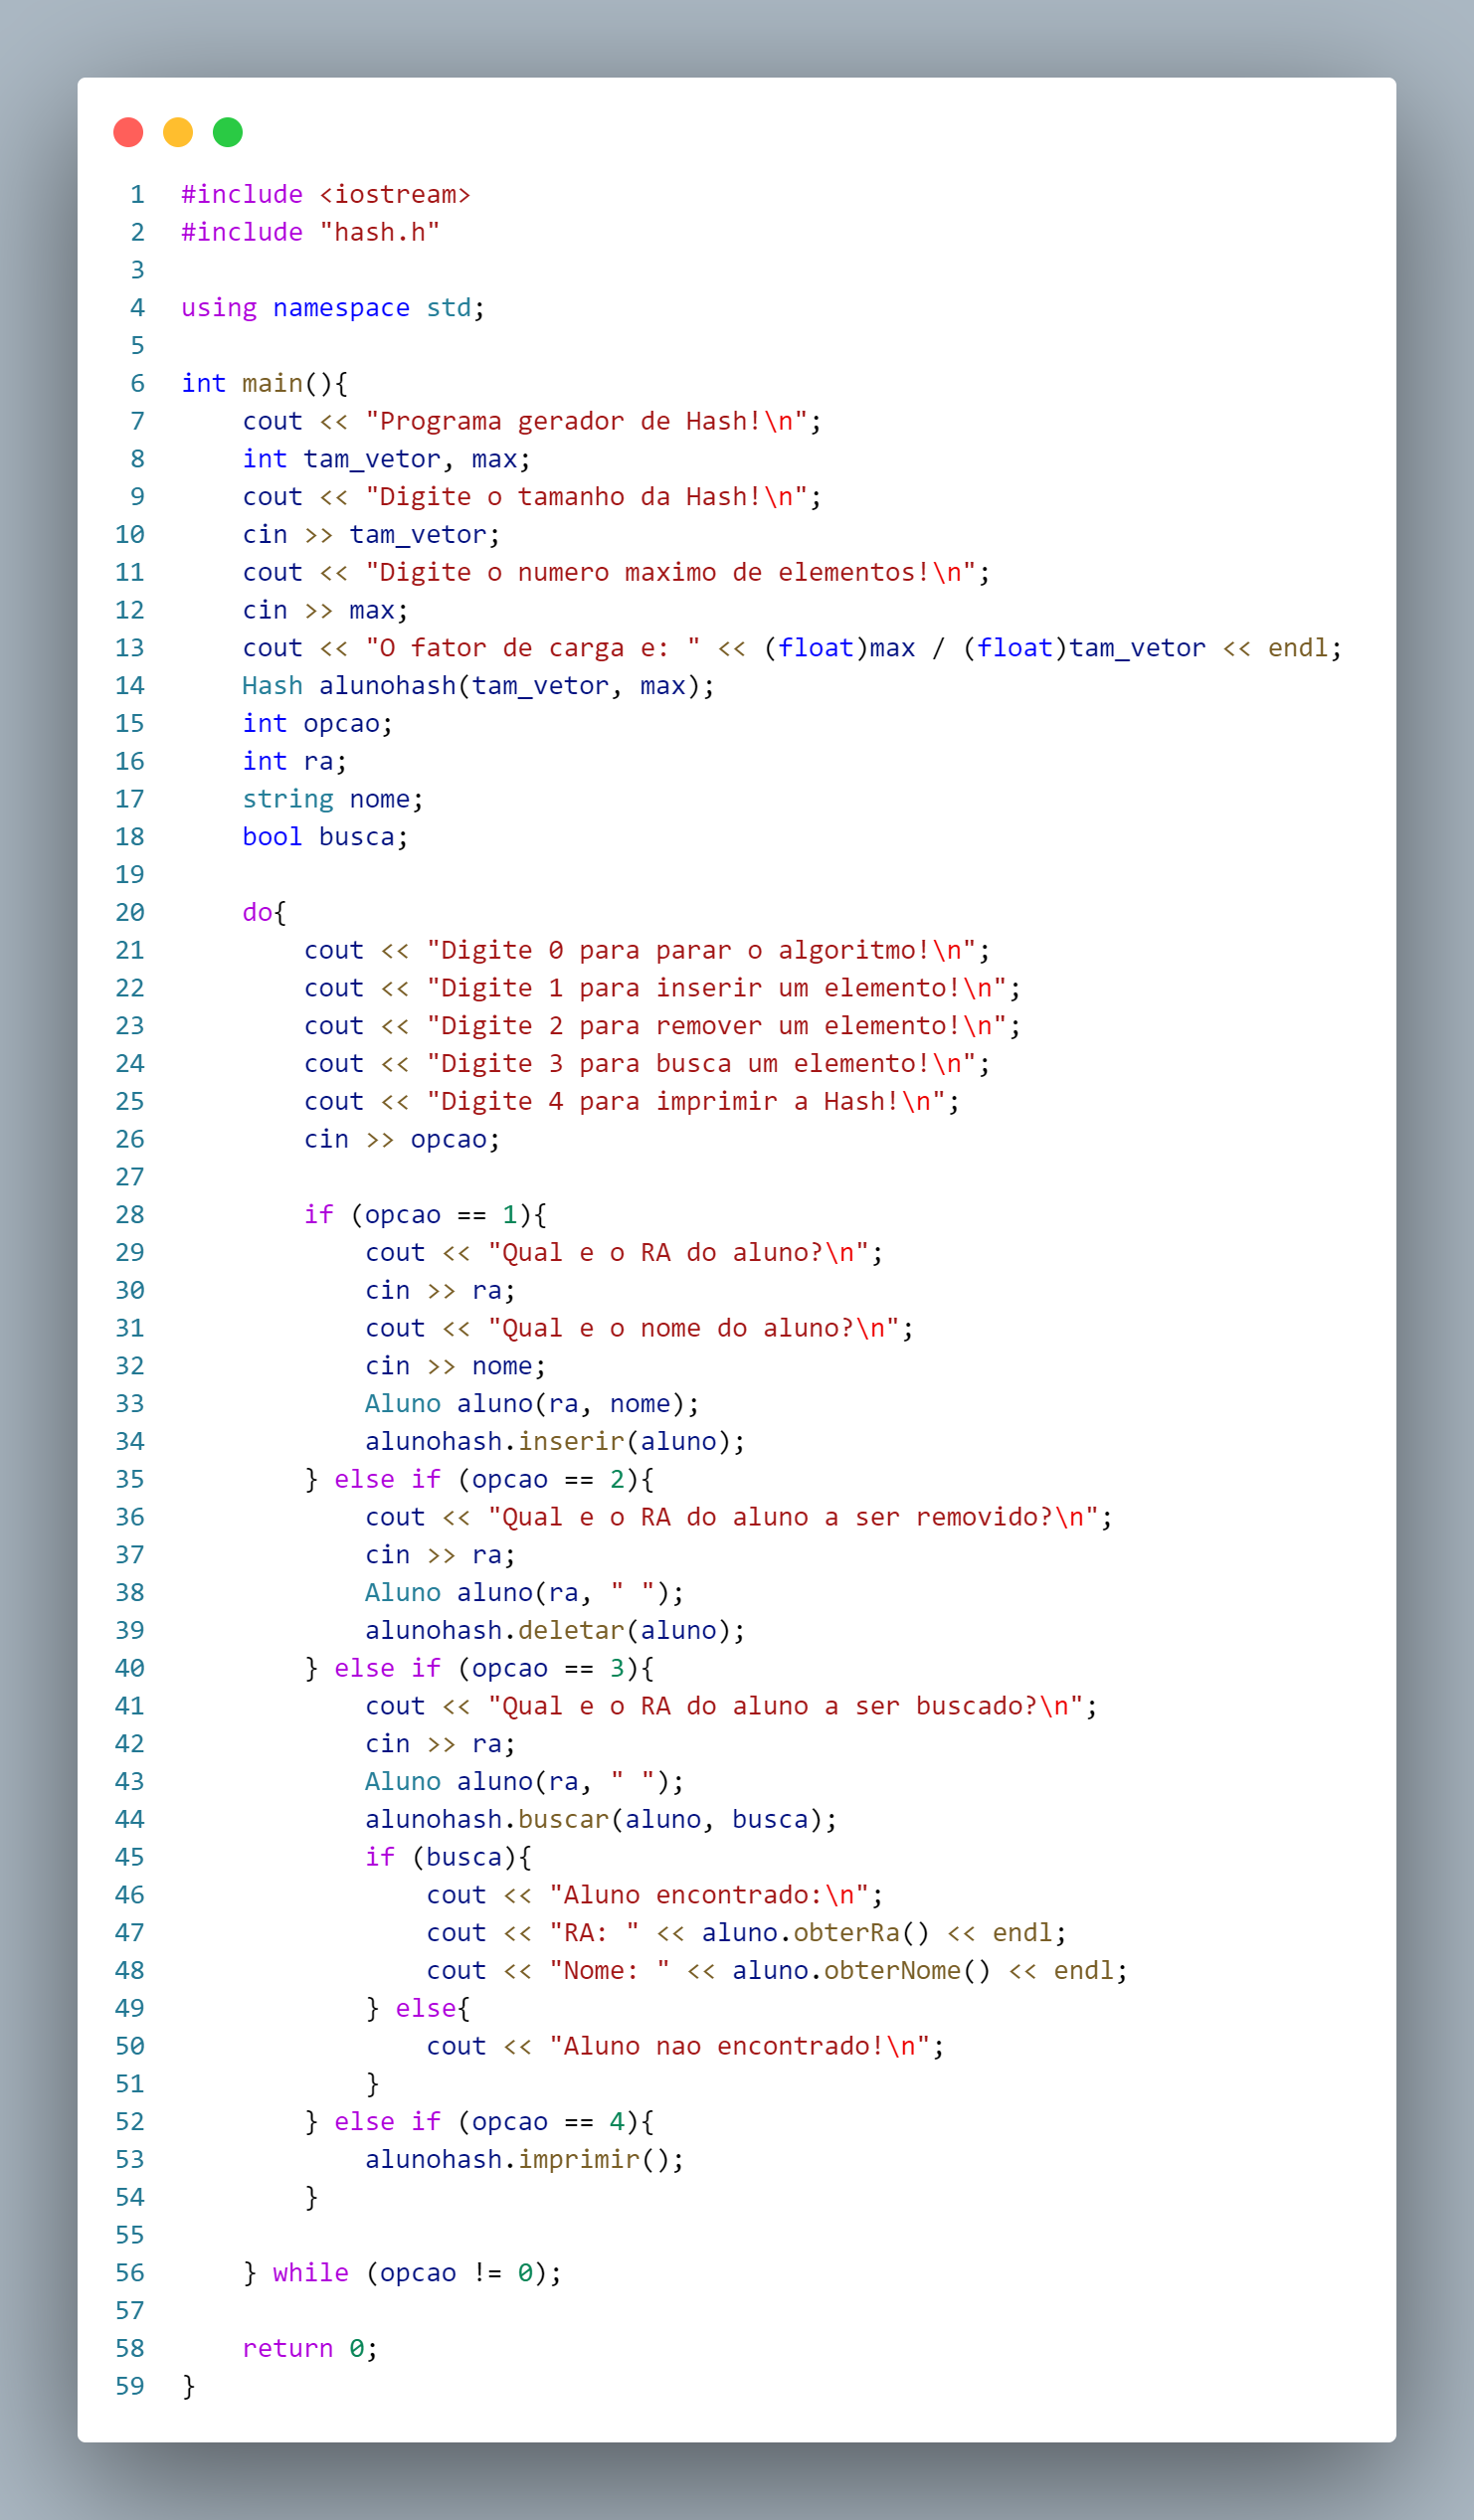 1 #include <iostream>
2 #include "hash.h"
3
4 using namespace std;
5
6 int main(){
7     cout << "Programa gerador de Hash!\n";
8     int tam_vetor, max;
9     cout << "Digite o tamanho da Hash!\n";
10     cin >> tam_vetor;
11     cout << "Digite o numero maximo de elementos!\n";
12     cin >> max;
13     cout << "O fator de carga e: " << (float)max / (float)tam_vetor << endl;
14     Hash alunohash(tam_vetor, max);
15     int opcao;
16     int ra;
17     string nome;
18     bool busca;
19
20     do{
21         cout << "Digite 0 para parar o algoritmo!\n";
22         cout << "Digite 1 para inserir um elemento!\n";
23         cout << "Digite 2 para remover um elemento!\n";
24         cout << "Digite 3 para busca um elemento!\n";
25         cout << "Digite 4 para imprimir a Hash!\n";
26         cin >> opcao;
27
28         if (opcao == 1){
29             cout << "Qual e o RA do aluno?\n";
30             cin >> ra;
31             cout << "Qual e o nome do aluno?\n";
32             cin >> nome;
33             Aluno aluno(ra, nome);
34             alunohash.inserir(aluno);
35         } else if (opcao == 2){
36             cout << "Qual e o RA do aluno a ser removido?\n";
37             cin >> ra;
38             Aluno aluno(ra, " ");
39             alunohash.deletar(aluno);
40         } else if (opcao == 3){
41             cout << "Qual e o RA do aluno a ser buscado?\n";
42             cin >> ra;
43             Aluno aluno(ra, " ");
44             alunohash.buscar(aluno, busca);
45             if (busca){
46                 cout << "Aluno encontrado:\n";
47                 cout << "RA: " << aluno.obterRa() << endl;
48                 cout << "Nome: " << aluno.obterNome() << endl;
49             } else{
50                 cout << "Aluno nao encontrado!\n";
51             }
52         } else if (opcao == 4){
53             alunohash.imprimir();
54         }
55
56     } while (opcao != 0);
57
58     return 0;
59 }